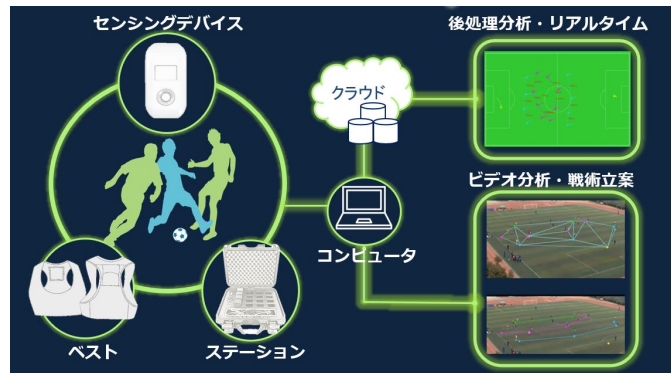 センシングデバイス
後処理分析・リアルタイム
クラウド
ビデオ分析・戦術立案
コンピュータ
ベスト
ステーション